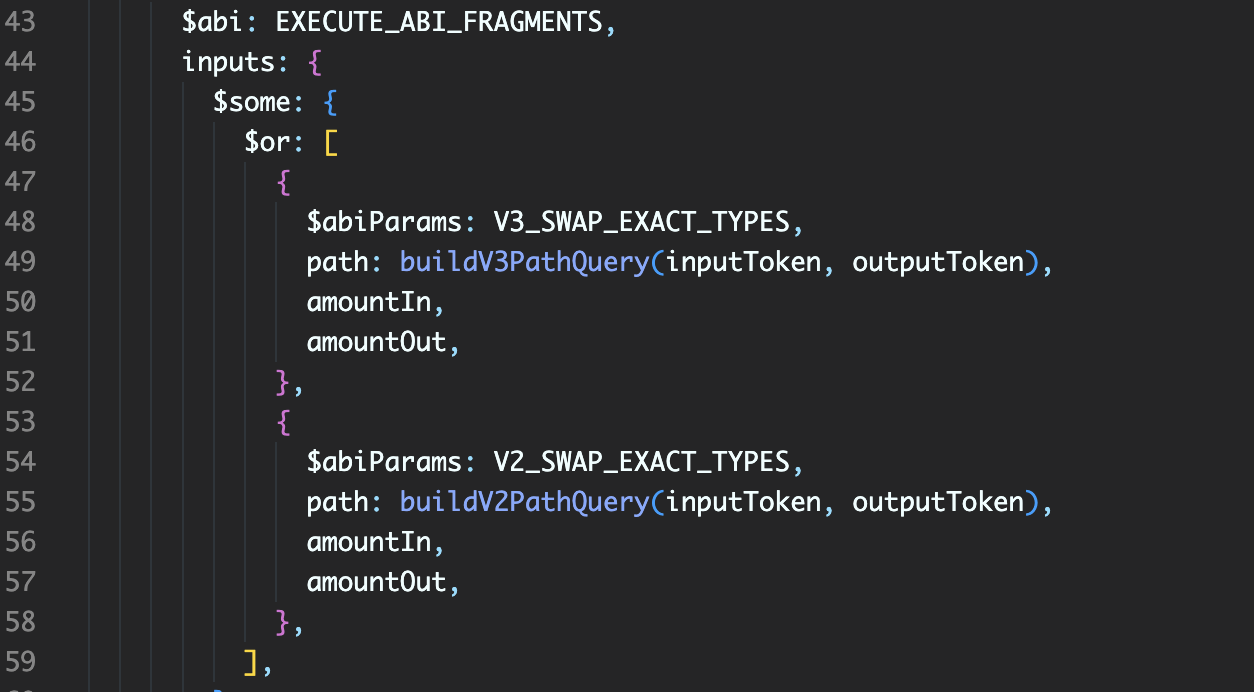 43 $abi: EXECUTE_ABI_FRAGMENTS,
44 inputs: {
45 $some: {
46 $or: [
47 {
48 $abiParams: V3_SWAP_EXACT_TYPES,
49 path: buildV3PathQuery(inputToken, outputToken),
50 amountIn,
51 amountOut,
52 },
53 {
54 $abiParams: V2_SWAP_EXACT_TYPES,
55 path: buildV2PathQuery(inputToken, outputToken),
56 amountIn,
57 amountOut,
58 },
59 ],